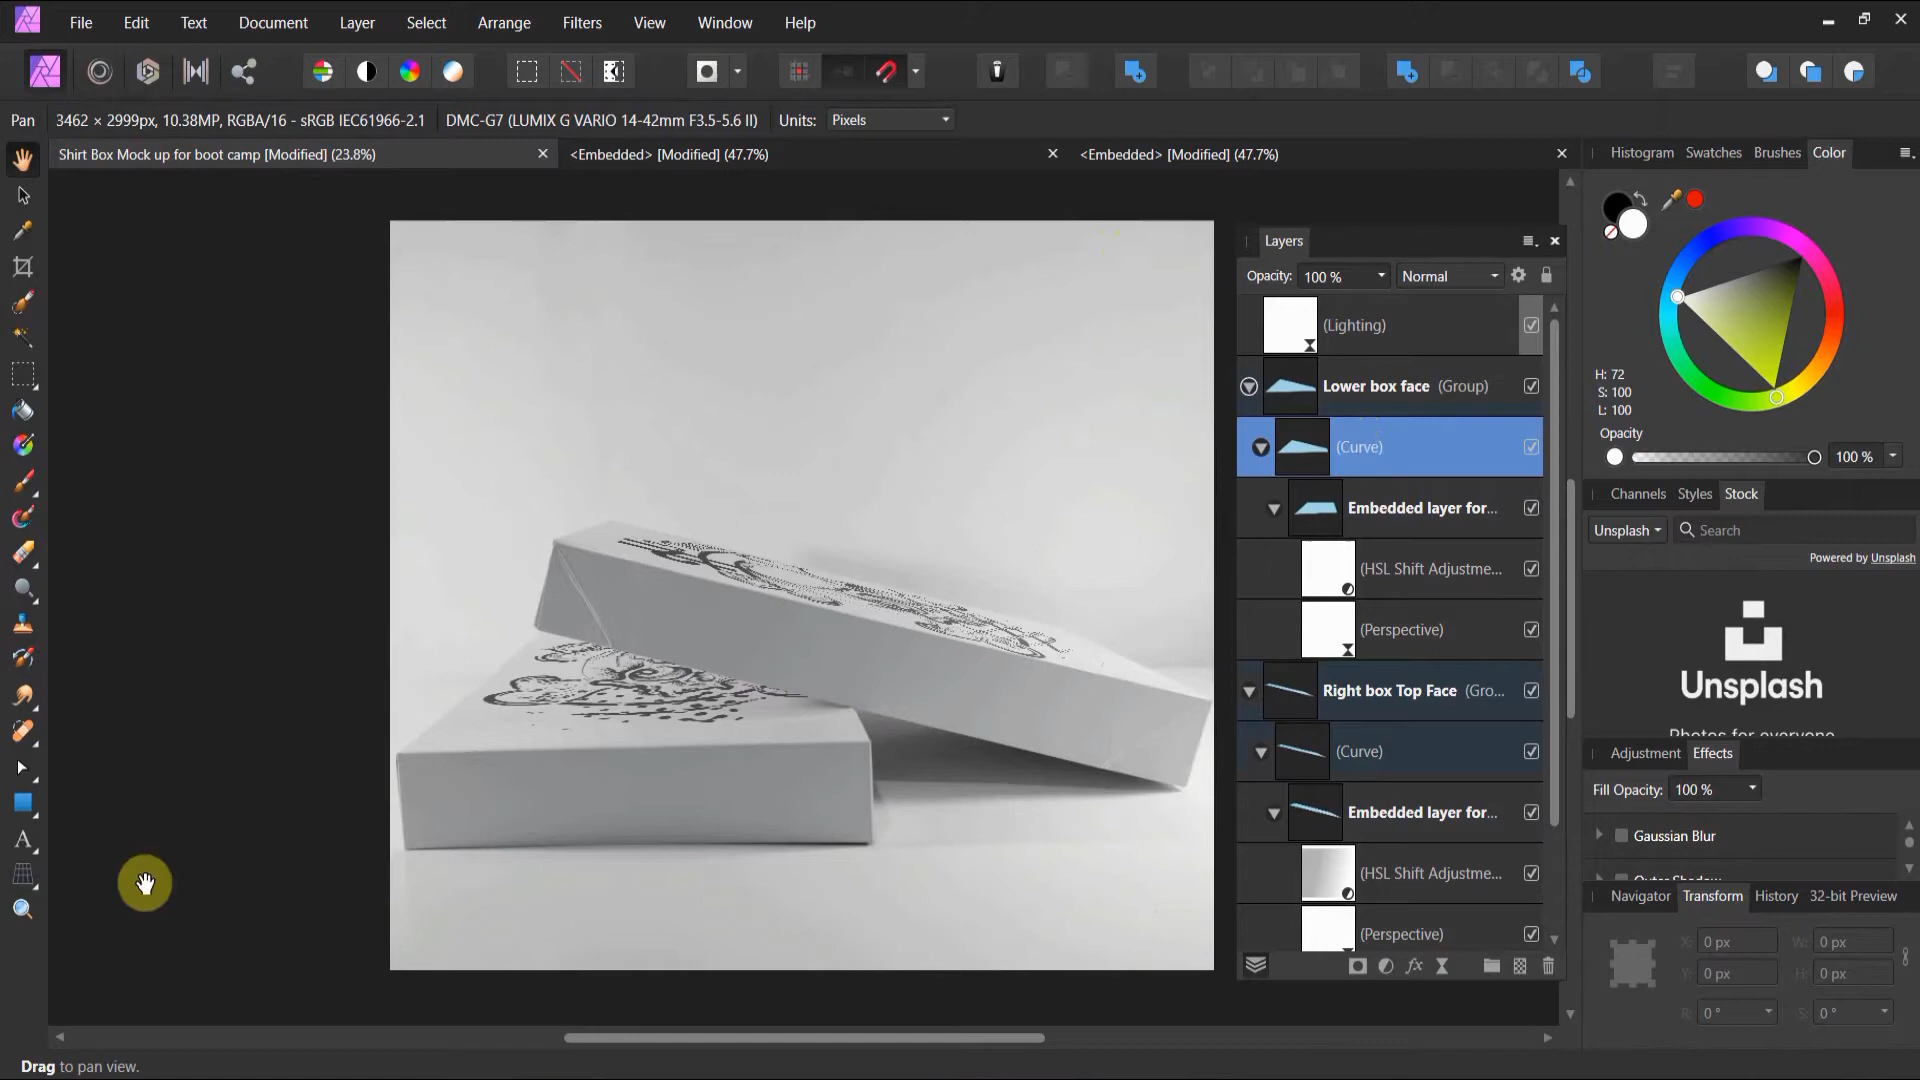 File Edit Text Document Layer Select Arrange Filters View Window Help
Pan 3462 × 2999px, 10.38MP, RGBA/16 - sRGB IEC61966-2.1 DMC-G7 (LUMIX G VARIO 14-42mm F3.5-5.6 II) Units: Pixels
Shirt Box Mock up for boot camp [Modified] (23.8%) <Embedded> [Modified] (47.7%) <Embedded> [Modified] (47.7%)
Histogram Swatches Brushes Color
H: 72
S: 100
L: 100
Opacity
100 %
Channels Styles Stock
Unsplash Search
Powered by Unsplash
Unsplash
Photos for everyone
Adjustment Effects
Fill Opacity: 100 %
Gaussian Blur
Outer Shadow
Navigator Transform History 32-bit Preview
X: 0 px W: 0 px
Y: 0 px H: 0 px
R: 0 ° S: 0 °
Layers
Opacity: 100 % Normal
(Lighting)
Lower box face (Group)
(Curve)
Embedded layer for...
(HSL Shift Adjustme...
(Perspective)
Right box Top Face (Gro...
(Curve)
Embedded layer for...
(HSL Shift Adjustme...
(Perspective)
Drag to pan view.